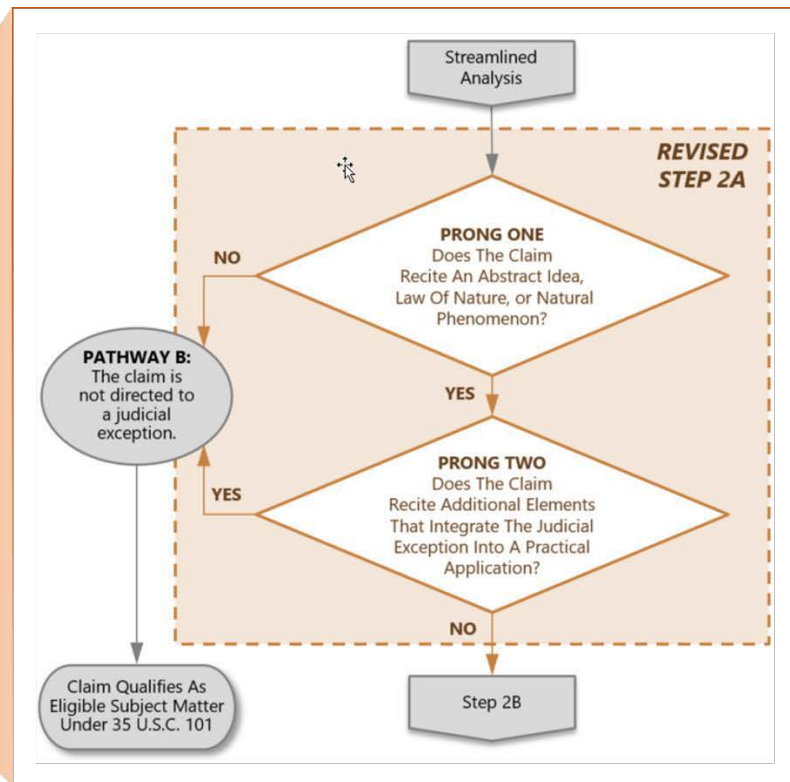 Streamlined
Analysis
REVISED
STEP 2A
PRONG ONE
Does The Claim
Recite An Abstract Idea,
Law Of Nature, or Natural
Phenomenon?
NO
YES
PATHWAY B:
The claim is
not directed to
a judicial
exception.
PRONG TWO
Does The Claim
Recite Additional Elements
That Integrate The Judicial
Exception Into A Practical
Application?
YES
NO
Claim Qualifies As
Eligible Subject Matter
Under 35 U.S.C. 101
Step 2B